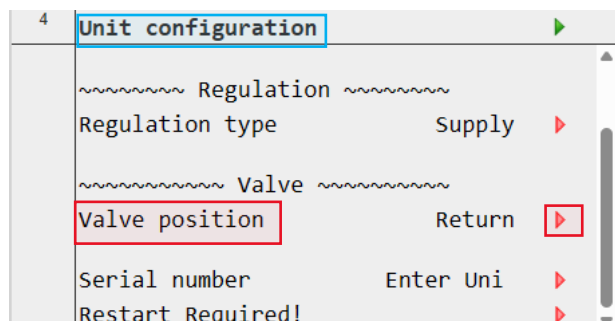 4
Unit configuration
~~~~~~~~ Regulation ~~~~~~~~
Regulation type Supply
~~~~~~~~~~~ Valve ~~~~~~~~~~
Valve position Return
Serial number Enter Uni
Restart Required!